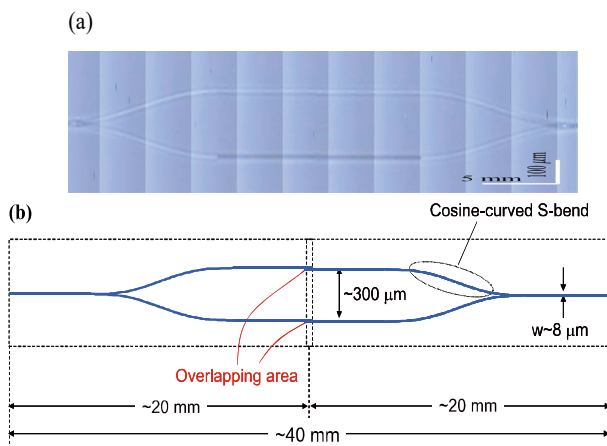 (a)
5 mm
100 μm
(b)
Cosine-curved S-bend
~300 μm
w~8 μm
Overlapping area
~20 mm
~20 mm
~40 mm